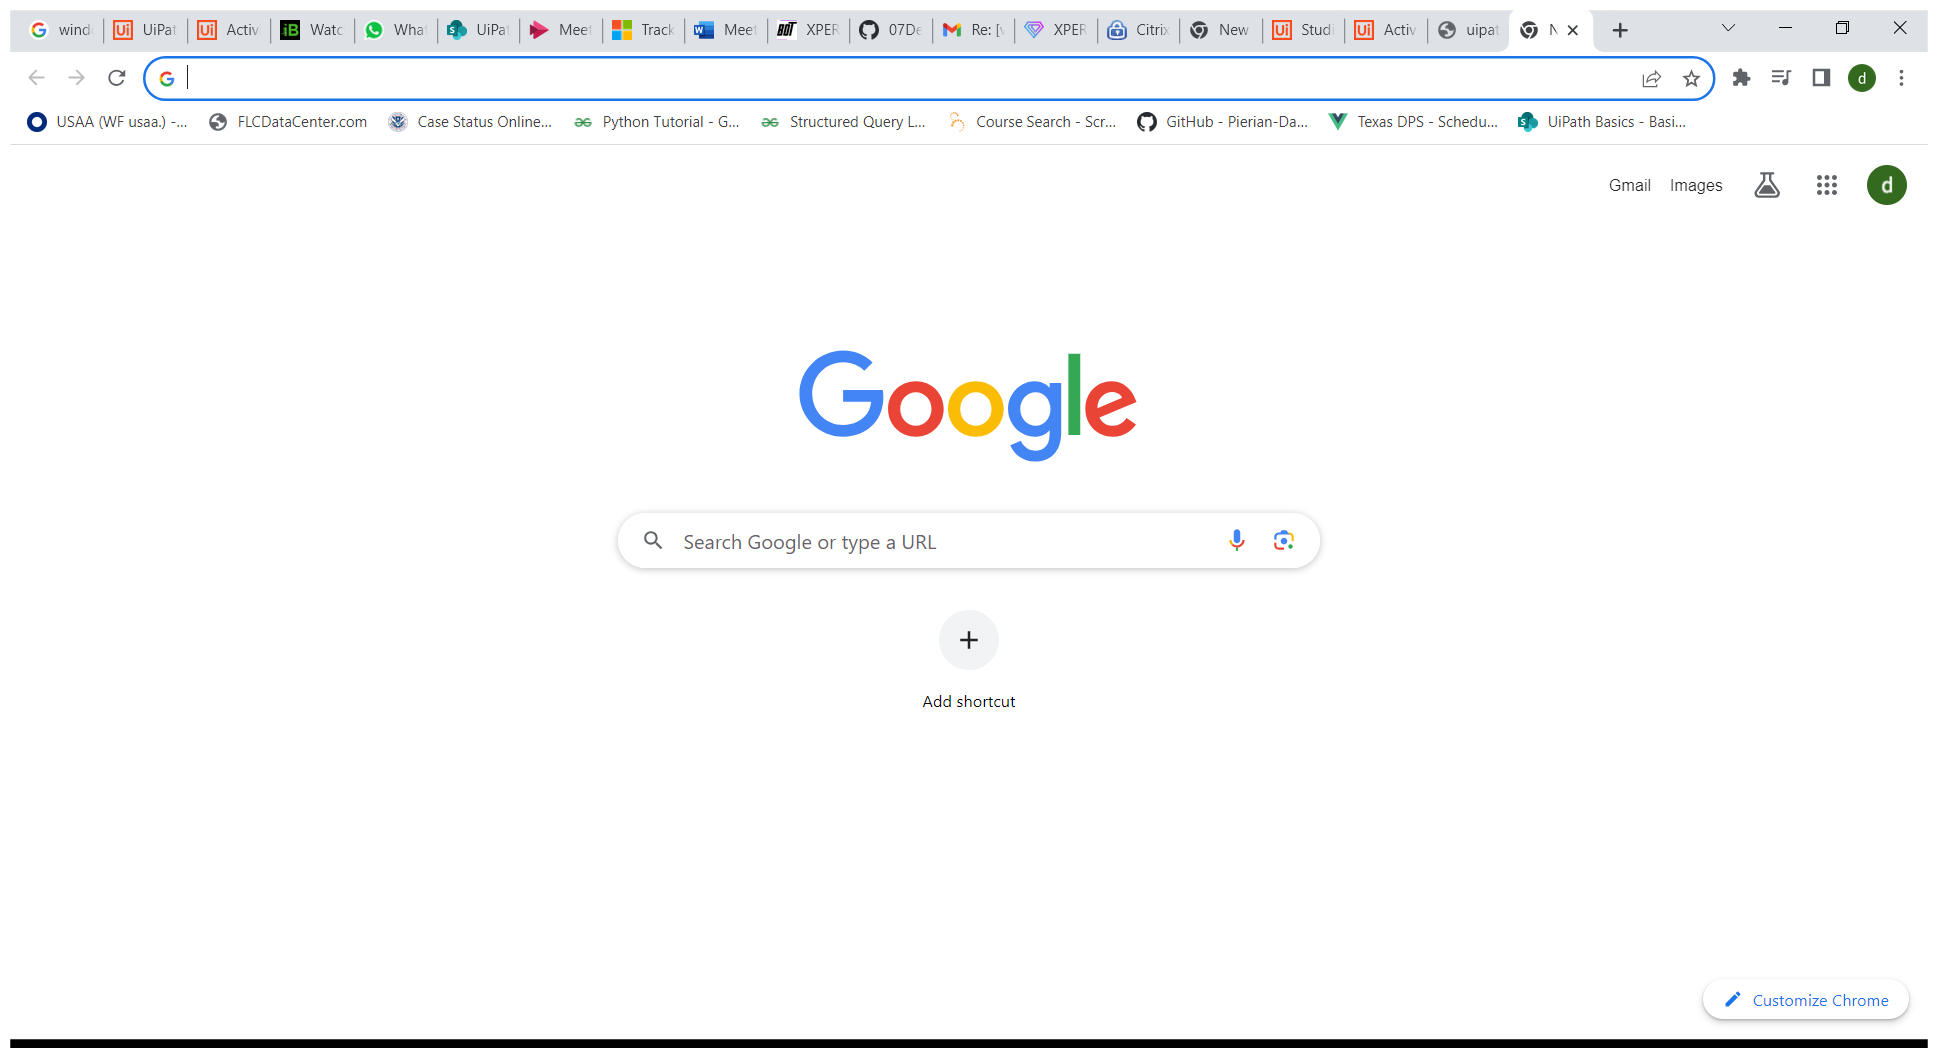 wind UiPat Activ iB Watc What UiPat Meet Track Meet BOT XPER 07De Re: [v XPER Citrix New Studi Activ uipat N
USAA (WF usaa.) -... FLCDataCenter.com Case Status Online... Python Tutorial - G... Structured Query L... Course Search - Scr... GitHub - Pierian-Da... Texas DPS - Schedu... UiPath Basics - Basi...
Gmail Images d
Google
Search Google or type a URL
Add shortcut
Customize Chrome